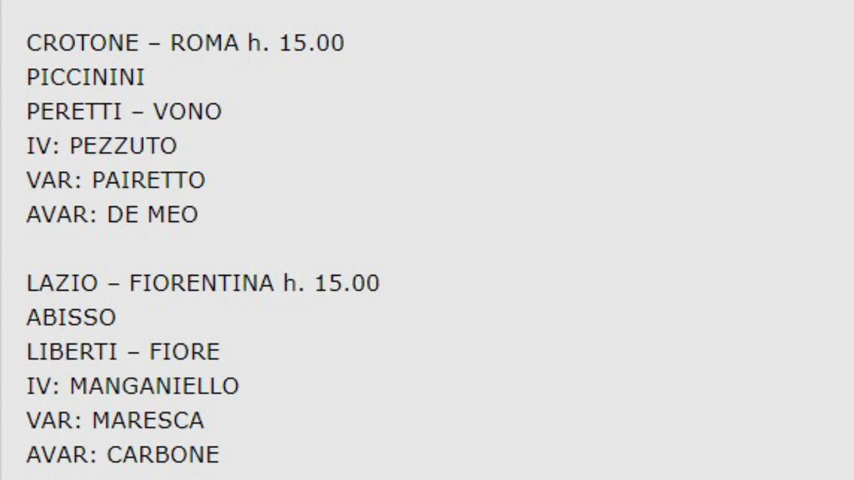 CROTONE – ROMA h. 15.00
PICCININI
PERETTI – VONO
IV: PEZZUTO
VAR: PAIRETTO
AVAR: DE MEO
LAZIO – FIORENTINA h. 15.00
ABISSO
LIBERTI – FIORE
IV: MANGANIELLO
VAR: MARESCA
AVAR: CARBONE